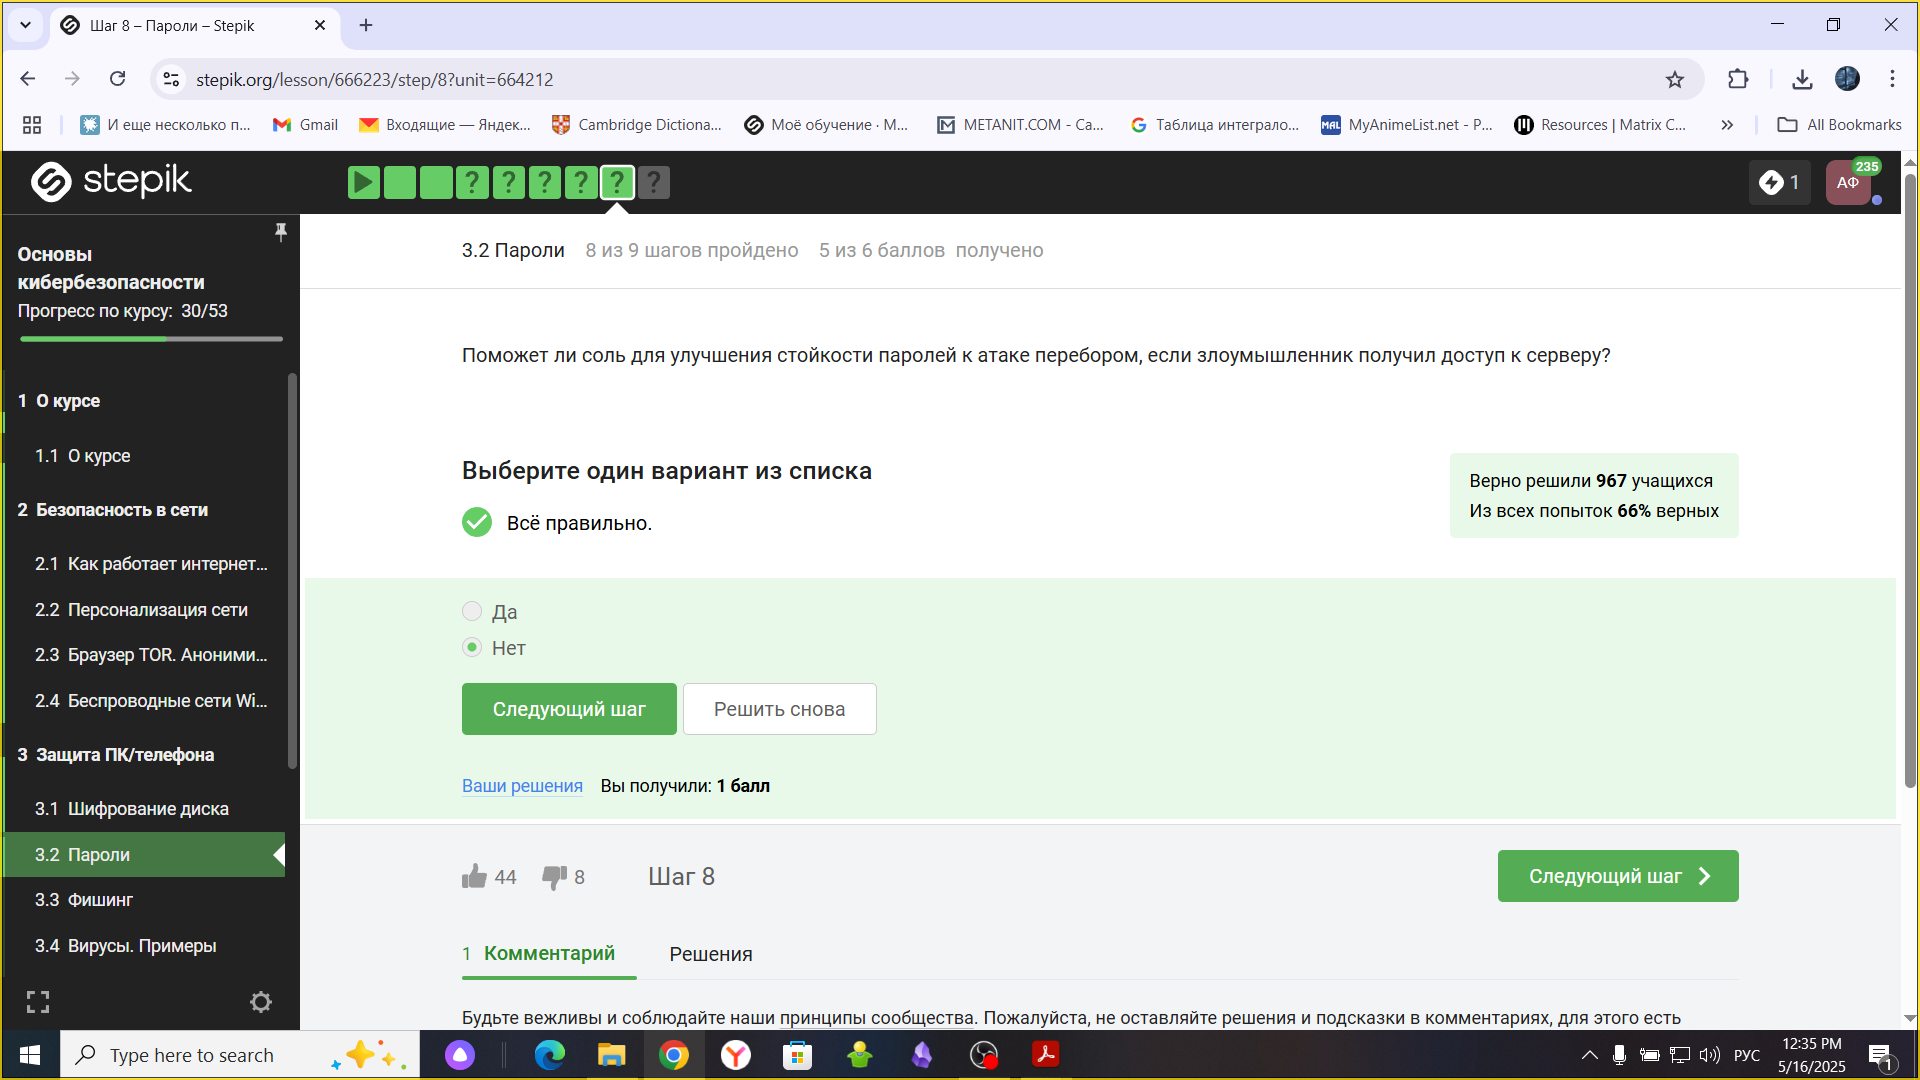 Шаг 8 – Пароли – Stepik
stepik.org/lesson/666223/step/8?unit=664212
И еще несколько п...
Gmail
Входящие — Яндек...
Cambridge Dictiona...
Моё обучение · М...
METANIT.COM - Са...
Таблица интеграло...
MAL
MyAnimeList.net - P...
Resources | Matrix C...
All Bookmarks
stepik
? ? ? ? ? ?
1
АФ
235
Основы
кибербезопасности
Прогресс по курсу: 30/53
1 О курсе
1.1 О курсе
2 Безопасность в сети
2.1 Как работает интернет...
2.2 Персонализация сети
2.3 Браузер TOR. Аноними...
2.4 Беспроводные сети Wi...
3 Защита ПК/телефона
3.1 Шифрование диска
3.2 Пароли
3.3 Фишинг
3.4 Вирусы. Примеры
3.2 Пароли 8 из 9 шагов пройдено 5 из 6 баллов получено
Поможет ли соль для улучшения стойкости паролей к атаке перебором, если злоумышленник получил доступ к серверу?
Выберите один вариант из списка
Всё правильно.
Верно решили 967 учащихся
Из всех попыток 66% верных
Да
Нет
Следующий шаг
Решить снова
Ваши решения Вы получили: 1 балл
44
8
Шаг 8
Следующий шаг
1 Комментарий
Решения
Будьте вежливы и соблюдайте наши принципы сообщества. Пожалуйста, не оставляйте решения и подсказки в комментариях, для этого есть
Type here to search
РУС
12:35 PM
5/16/2025
1